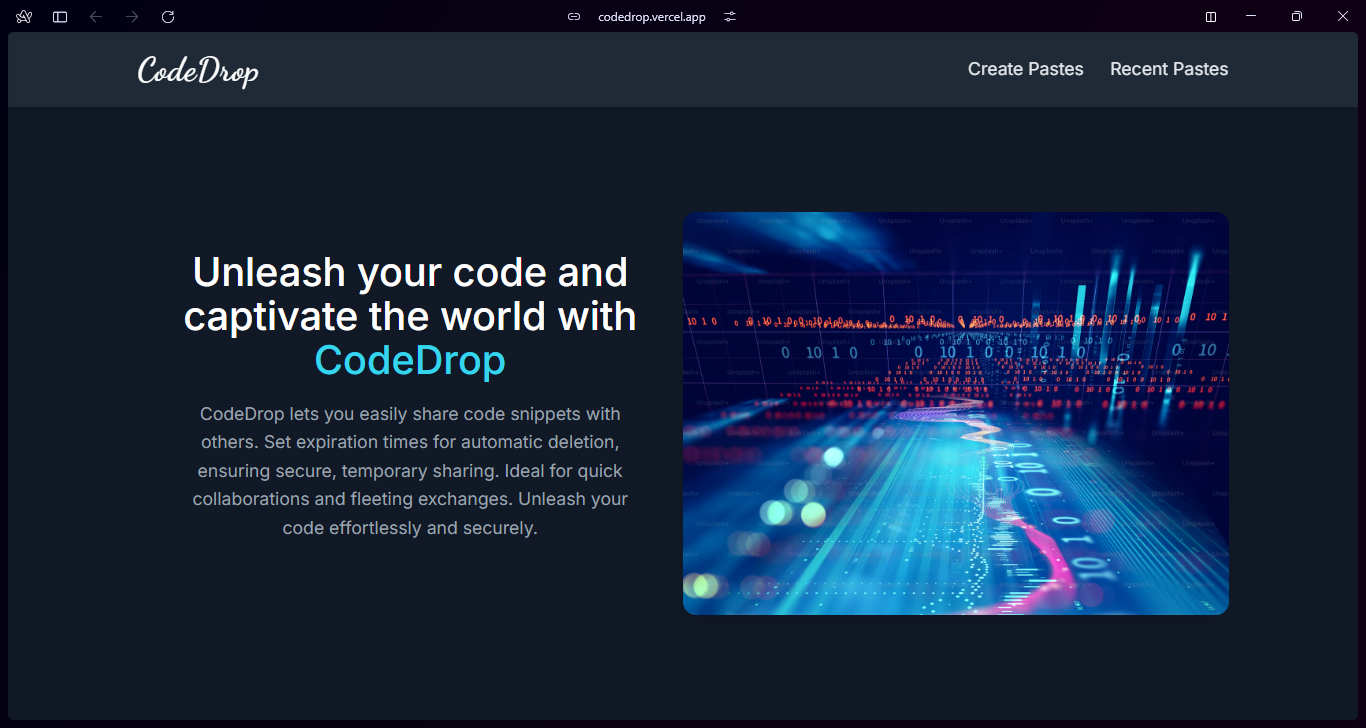 codedrop.vercel.app
CodeDrop
Create Pastes
Recent Pastes
Unleash your code and
captivate the world with
CodeDrop
CodeDrop lets you easily share code snippets with
others. Set expiration times for automatic deletion,
ensuring secure, temporary sharing. Ideal for quick
collaborations and fleeting exchanges. Unleash your
code effortlessly and securely.
Unsplash+